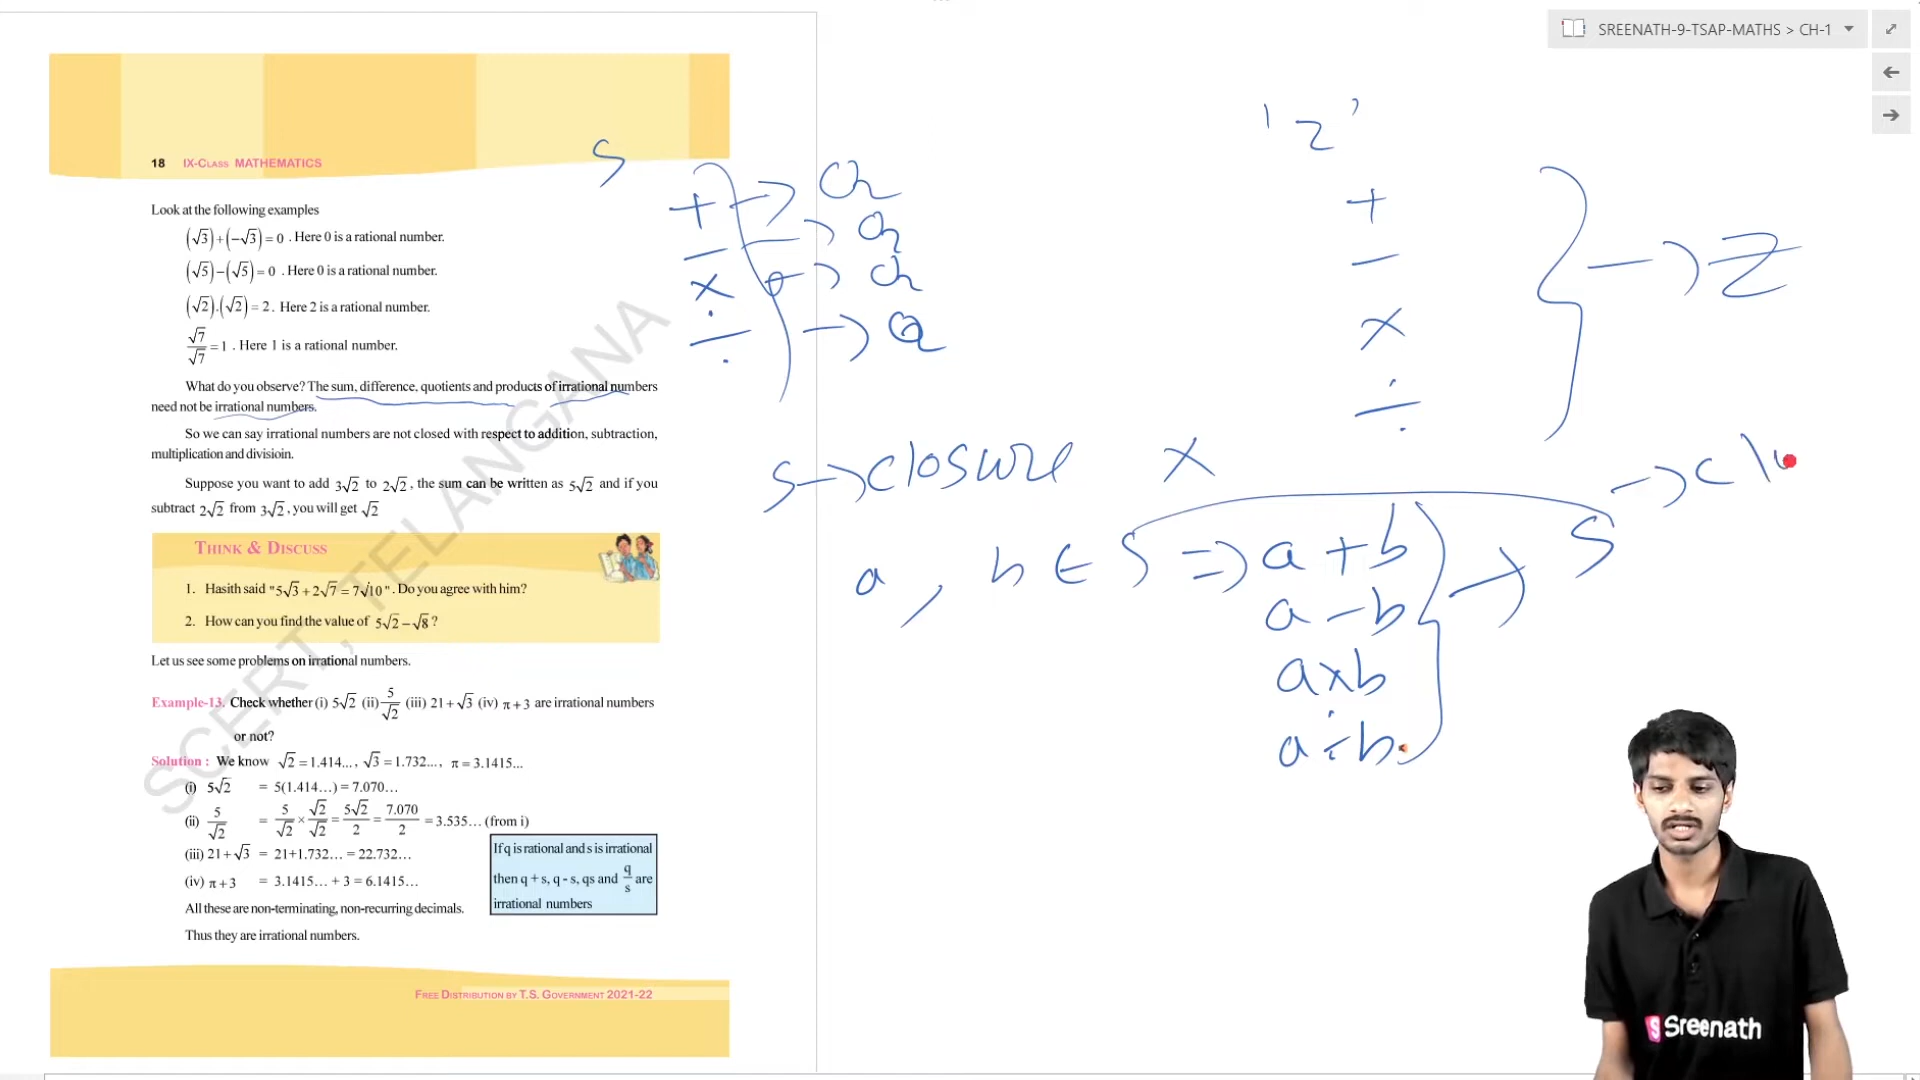 SREENATH-9-TSAP-MATHS > CH-1
18 IX-CLASS MATHEMATICS
Look at the following examples
(√3)+(−√3) = 0 . Here 0 is a rational number.
(√5)−(√5) = 0 . Here 0 is a rational number.
(√2).(√2) = 2 . Here 2 is a rational number.
√7/√7 = 1 . Here 1 is a rational number.
What do you observe? The sum, difference, quotients and products of irrational numbers
need not be irrational numbers.
So we can say irrational numbers are not closed with respect to addition, subtraction,
multiplication and divisioin.
Suppose you want to add 3√2 to 2√2, the sum can be written as 5√2 and if you
subtract 2√2 from 3√2, you will get √2
THINK & DISCUSS
1. Hasith said "5√3 + 2√7 = 7√10". Do you agree with him?
2. How can you find the value of 5√2 − √8 ?
Let us see some problems on irrational numbers.
Example-13. Check whether (i) 5√2 (ii) 5/√2 (iii) 21+√3 (iv) π+3 are irrational numbers
or not?
Solution : We know √2 = 1.414..., √3 = 1.732..., π = 3.1415...
(i) 5√2 = 5(1.414…) = 7.070…
(ii) 5/√2 = 5/√2 × √2/√2 = 5√2/2 = 7.070/2 = 3.535… (from i)
(iii) 21+√3 = 21+1.732… = 22.732…
(iv) π+3 = 3.1415… + 3 = 6.1415…
All these are non-terminating, non-recurring decimals.
Thus they are irrational numbers.
If q is rational and s is irrational
then q + s, q - s, qs and q/s are
irrational numbers
FREE DISTRIBUTION BY T.S. GOVERNMENT 2021-22
SCERT, TELANGANA
S
+ →
− →
× →
÷ → Q
'Z'
+
−
×
÷
→ Z
S → closure ×
→ clo
a, b ∈ S ⇒ a + b → S
a − b
a × b
a ÷ b
Sreenath